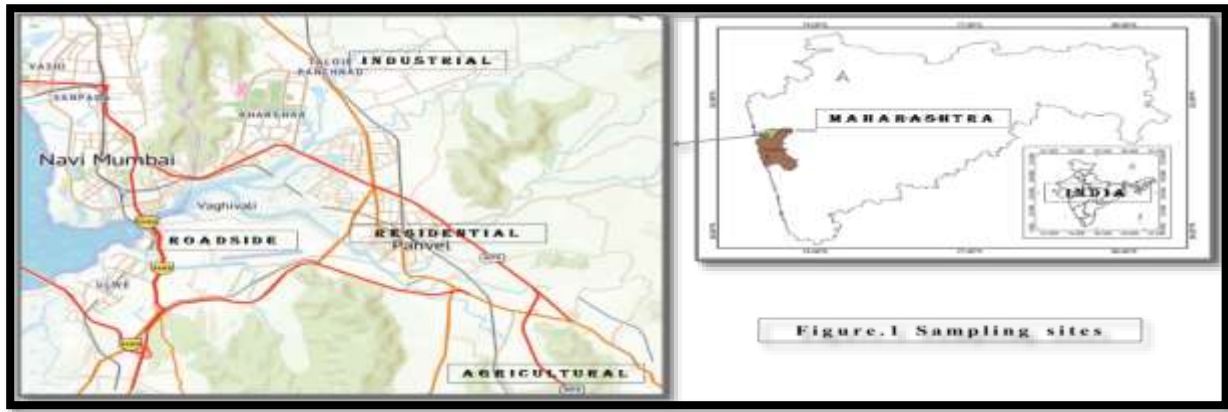 INDUSTRIAL
TALOJE
PANCHNAD
VASHI
SANPADA
KHARGHAR
Navi Mumbai
Vaghivali
ROADSIDE
RESIDENTIAL
Panvel
ULWE
AGRICULTURAL
A
MAHARASHTRA
INDIA
Figure.1 Sampling sites